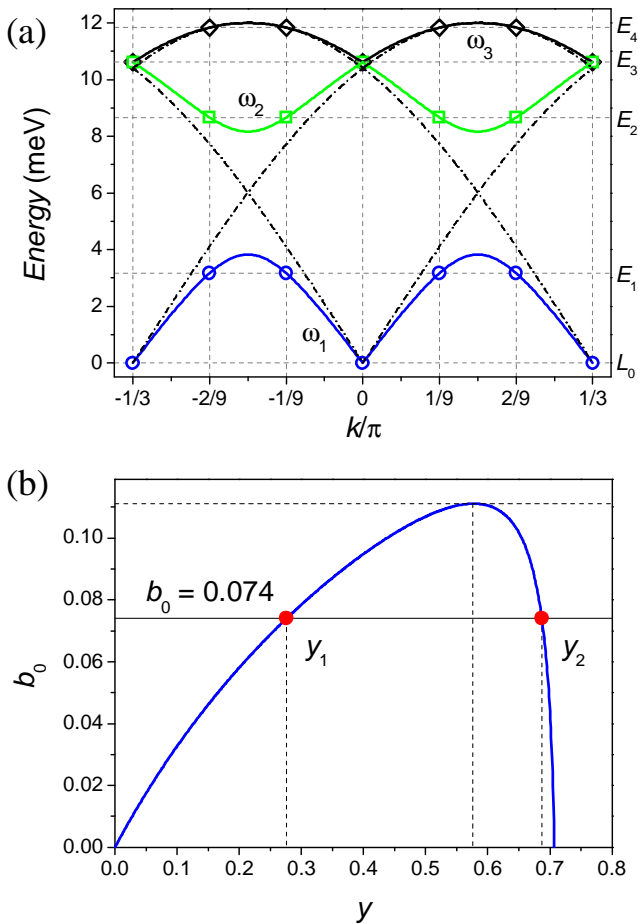 (a)
12
10
8
6
4
2
0
Energy (meV)
ω₂
ω₃
ω₁
E₄
E₃
E₂
E₁
L₀
-1/3 -2/9 -1/9 0 1/9 2/9 1/3
k/π
(b)
0.10
0.08
0.06
0.04
0.02
0.00
b₀
b₀ = 0.074
y₁ y₂
0.0 0.1 0.2 0.3 0.4 0.5 0.6 0.7 0.8
y